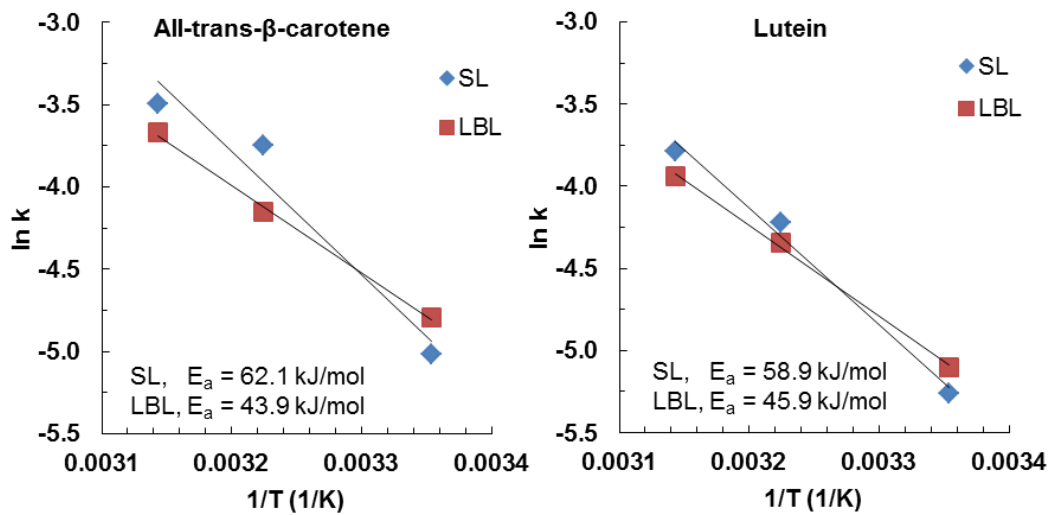 All-trans-β-carotene
SL
LBL
ln k
-3.0
-3.5
-4.0
-4.5
-5.0
-5.5
SL, Eₐ = 62.1 kJ/mol
LBL, Eₐ = 43.9 kJ/mol
0.0031 0.0032 0.0033 0.0034
1/T (1/K)
Lutein
SL
LBL
ln k
-3.0
-3.5
-4.0
-4.5
-5.0
-5.5
SL, Eₐ = 58.9 kJ/mol
LBL, Eₐ = 45.9 kJ/mol
0.0031 0.0032 0.0033 0.0034
1/T (1/K)